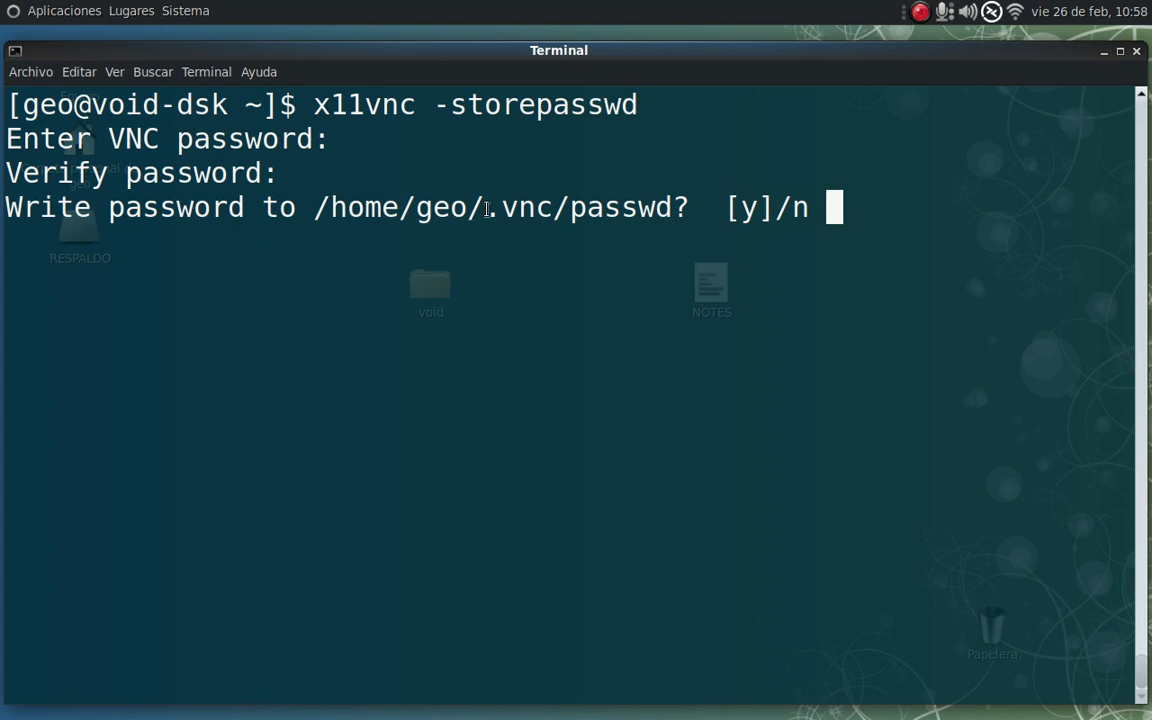 Aplicaciones Lugares Sistema
vie 26 de feb, 10:58
Terminal
Archivo Editar Ver Buscar Terminal Ayuda
[geo@void-dsk ~]$ x11vnc -storepasswd
Enter VNC password:
Verify password:
Write password to /home/geo/.vnc/passwd?  [y]/n
RESPALDO
void
NOTES
Papelera